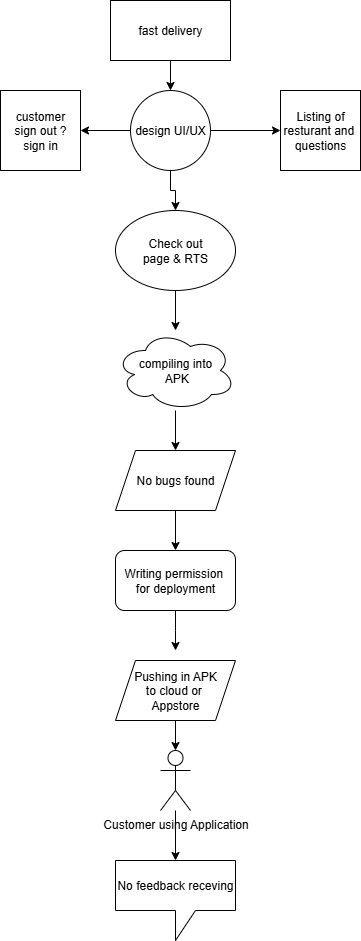 fast delivery
customer
sign out ?
sign in
design UI/UX
Listing of
resturant and
questions
Check out
page & RTS
compiling into
APK
No bugs found
Writing permission
for deployment
Pushing in APK
to cloud or
Appstore
Customer using Application
No feedback receving